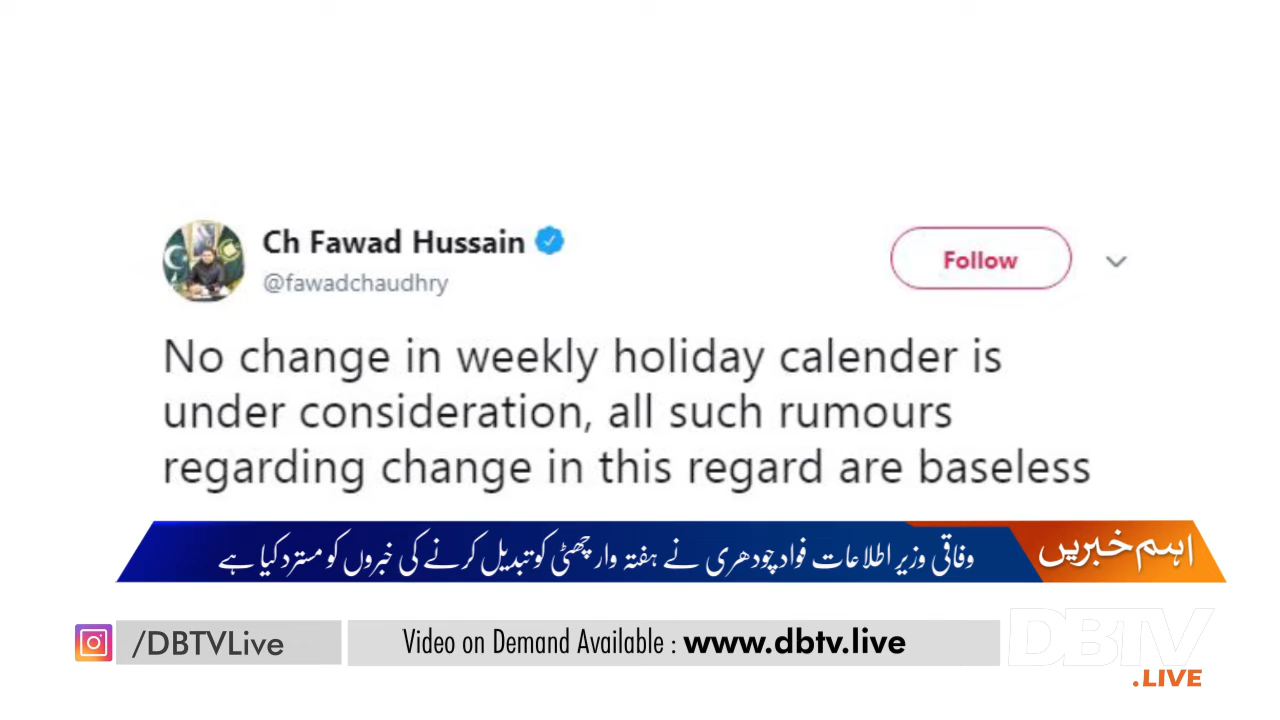 Ch Fawad Hussain
@fawadchaudhry
Follow
No change in weekly holiday calender is
under consideration, all such rumours
regarding change in this regard are baseless
اہم خبریں
وفاقی وزیر اطلاعات فواد چودھری نے ہفتہ وار چھٹی کو تبدیل کرنے کی خبروں کو مسترد کیا ہے
/DBTVLive
Video on Demand Available : www.dbtv.live
DBTV
.LIVE